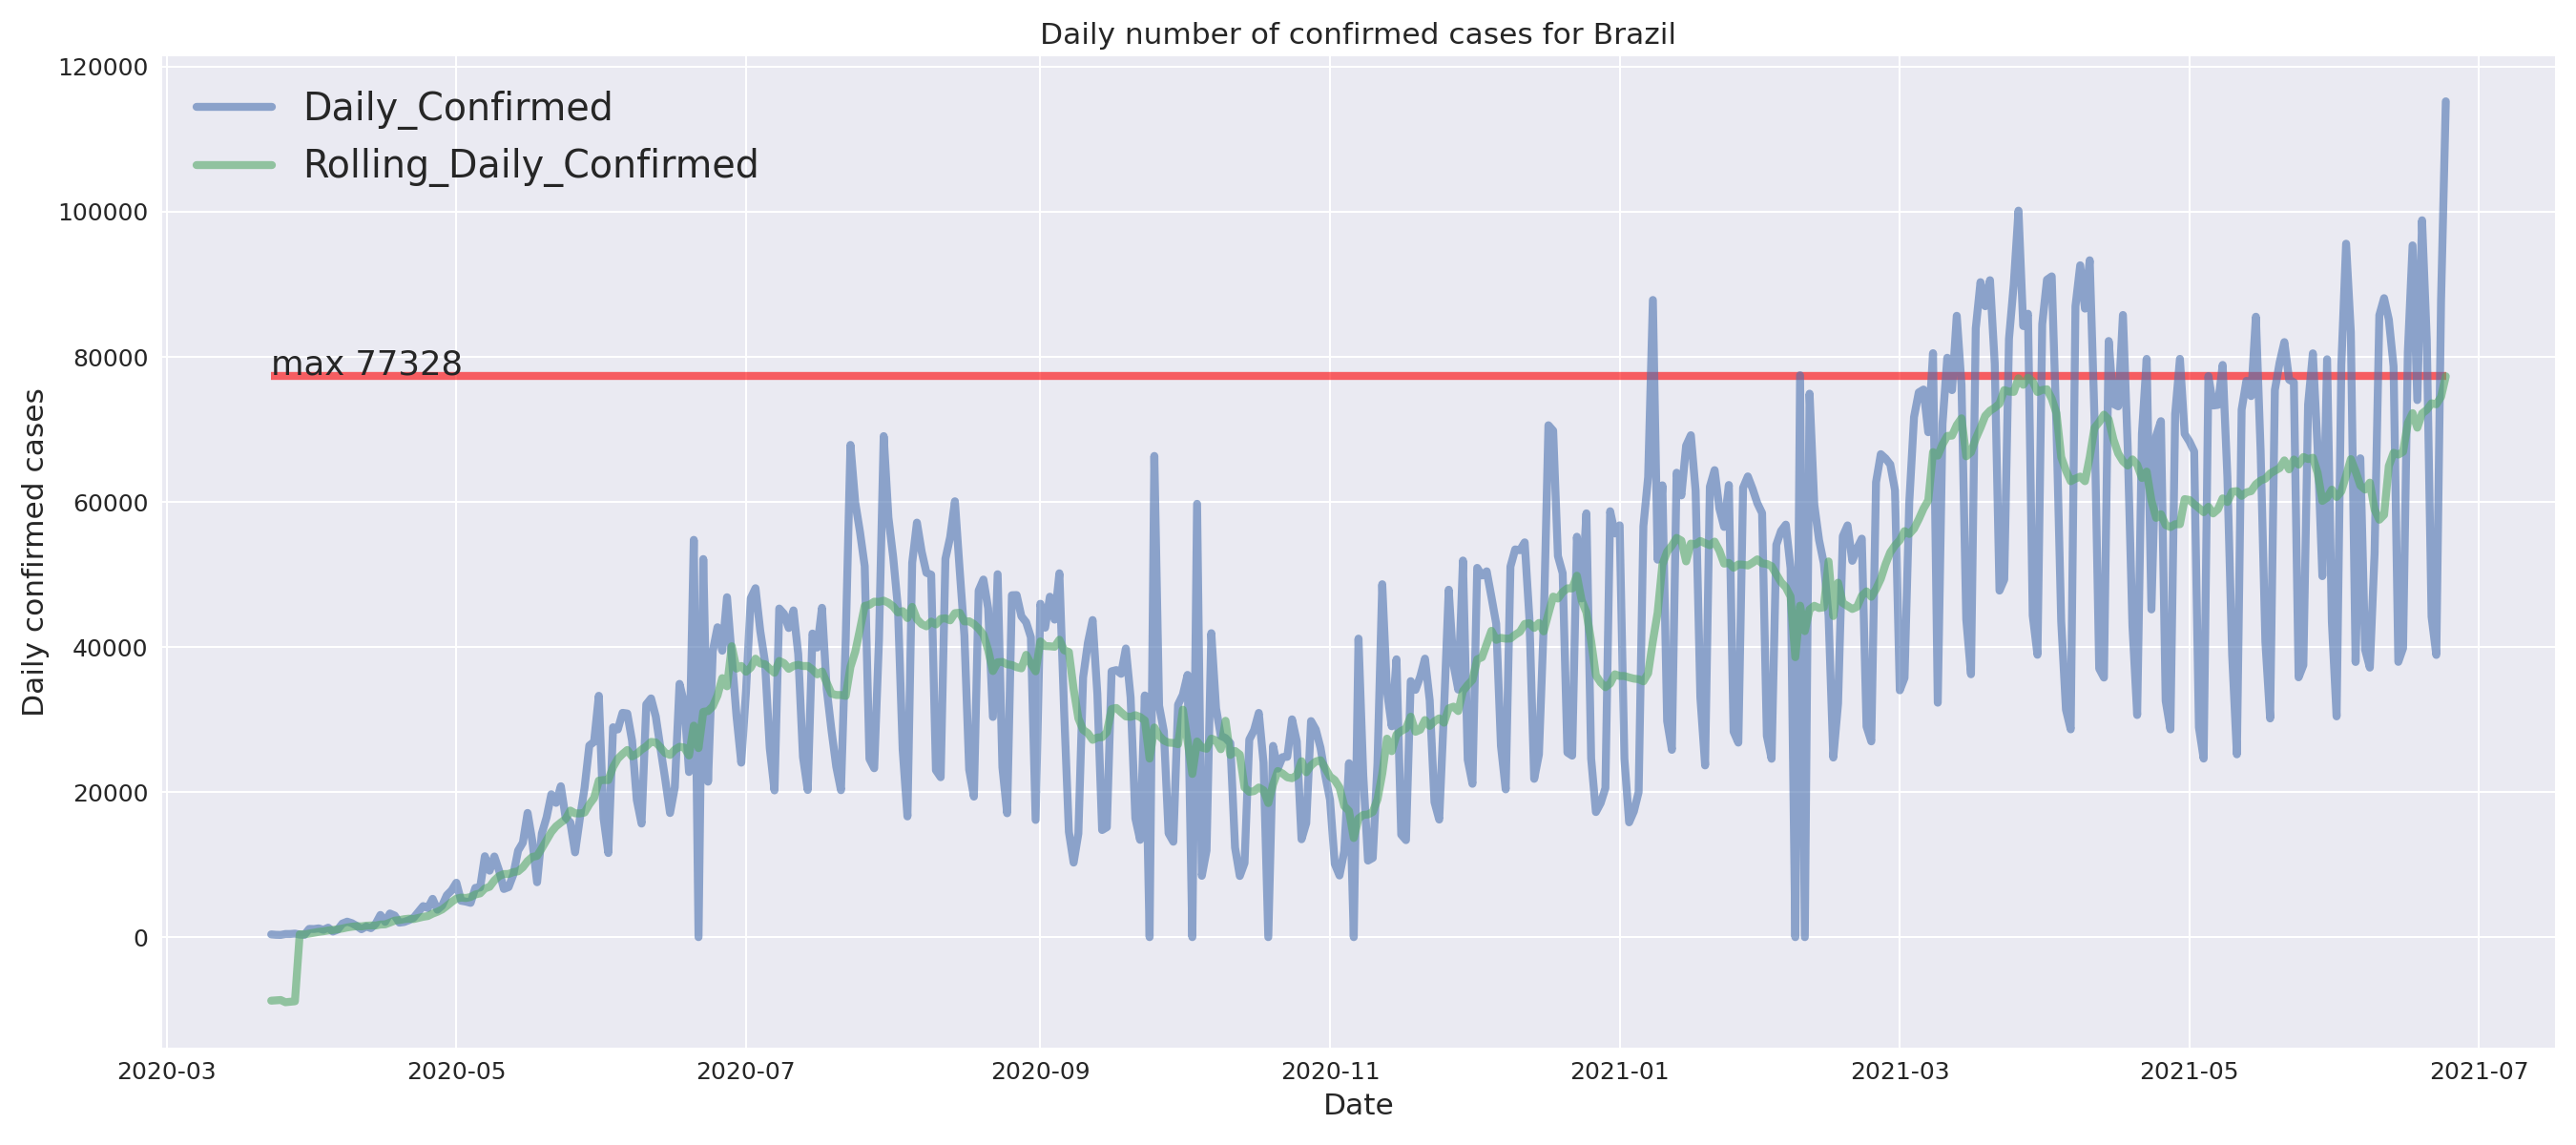 Daily number of confirmed cases for Brazil
120000
100000
80000
60000
40000
20000
0
Daily confirmed cases
Daily_Confirmed
Rolling_Daily_Confirmed
max 77328
2020-03 2020-05 2020-07 2020-09 2020-11 2021-01 2021-03 2021-05 2021-07
Date